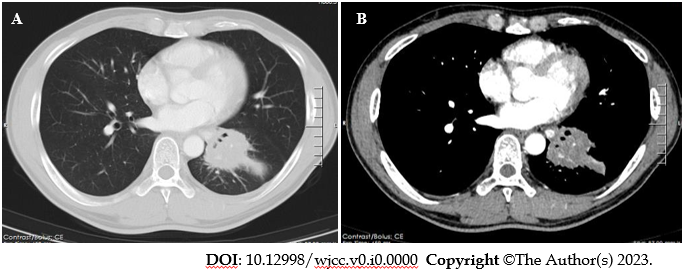 A
B
Contrast/Bolus: CE
Contrast/Bolus: CE
DOI: 10.12998/wjcc.v0.i0.0000 Copyright ©The Author(s) 2023.